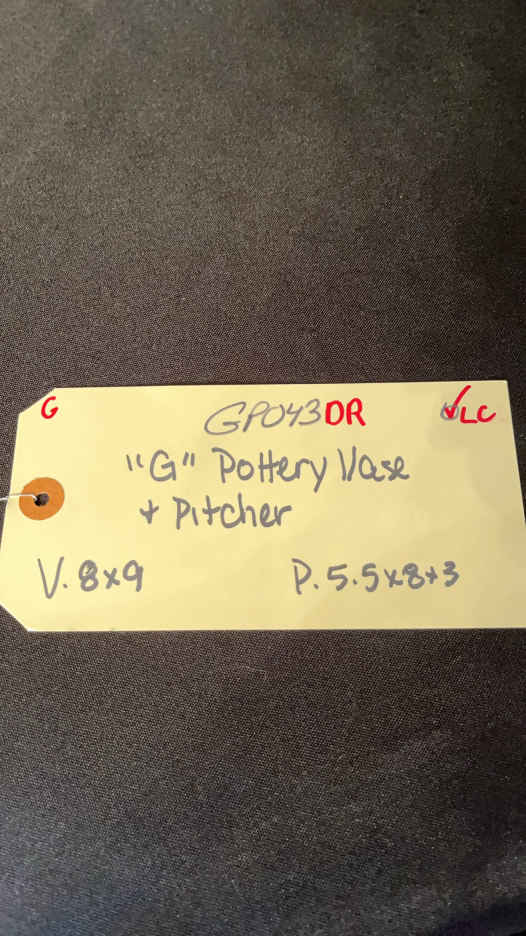 G GP043DR ✓LC
"G" Pottery Vase
+ Pitcher
V. 8x9 P. 5.5x8+3